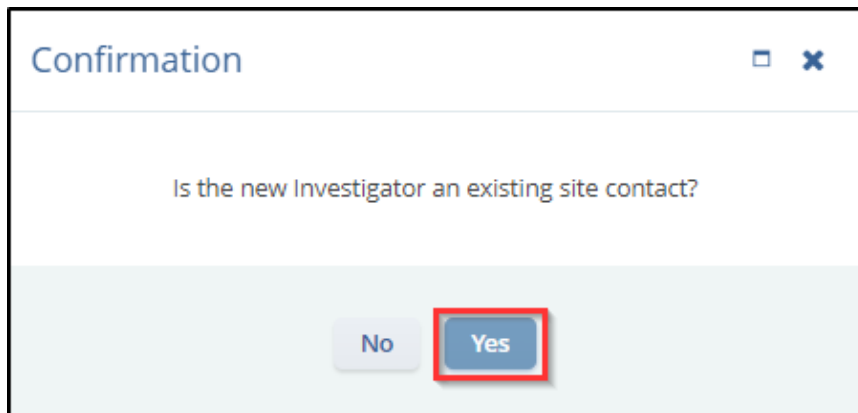 Confirmation
Is the new Investigator an existing site contact?
No Yes